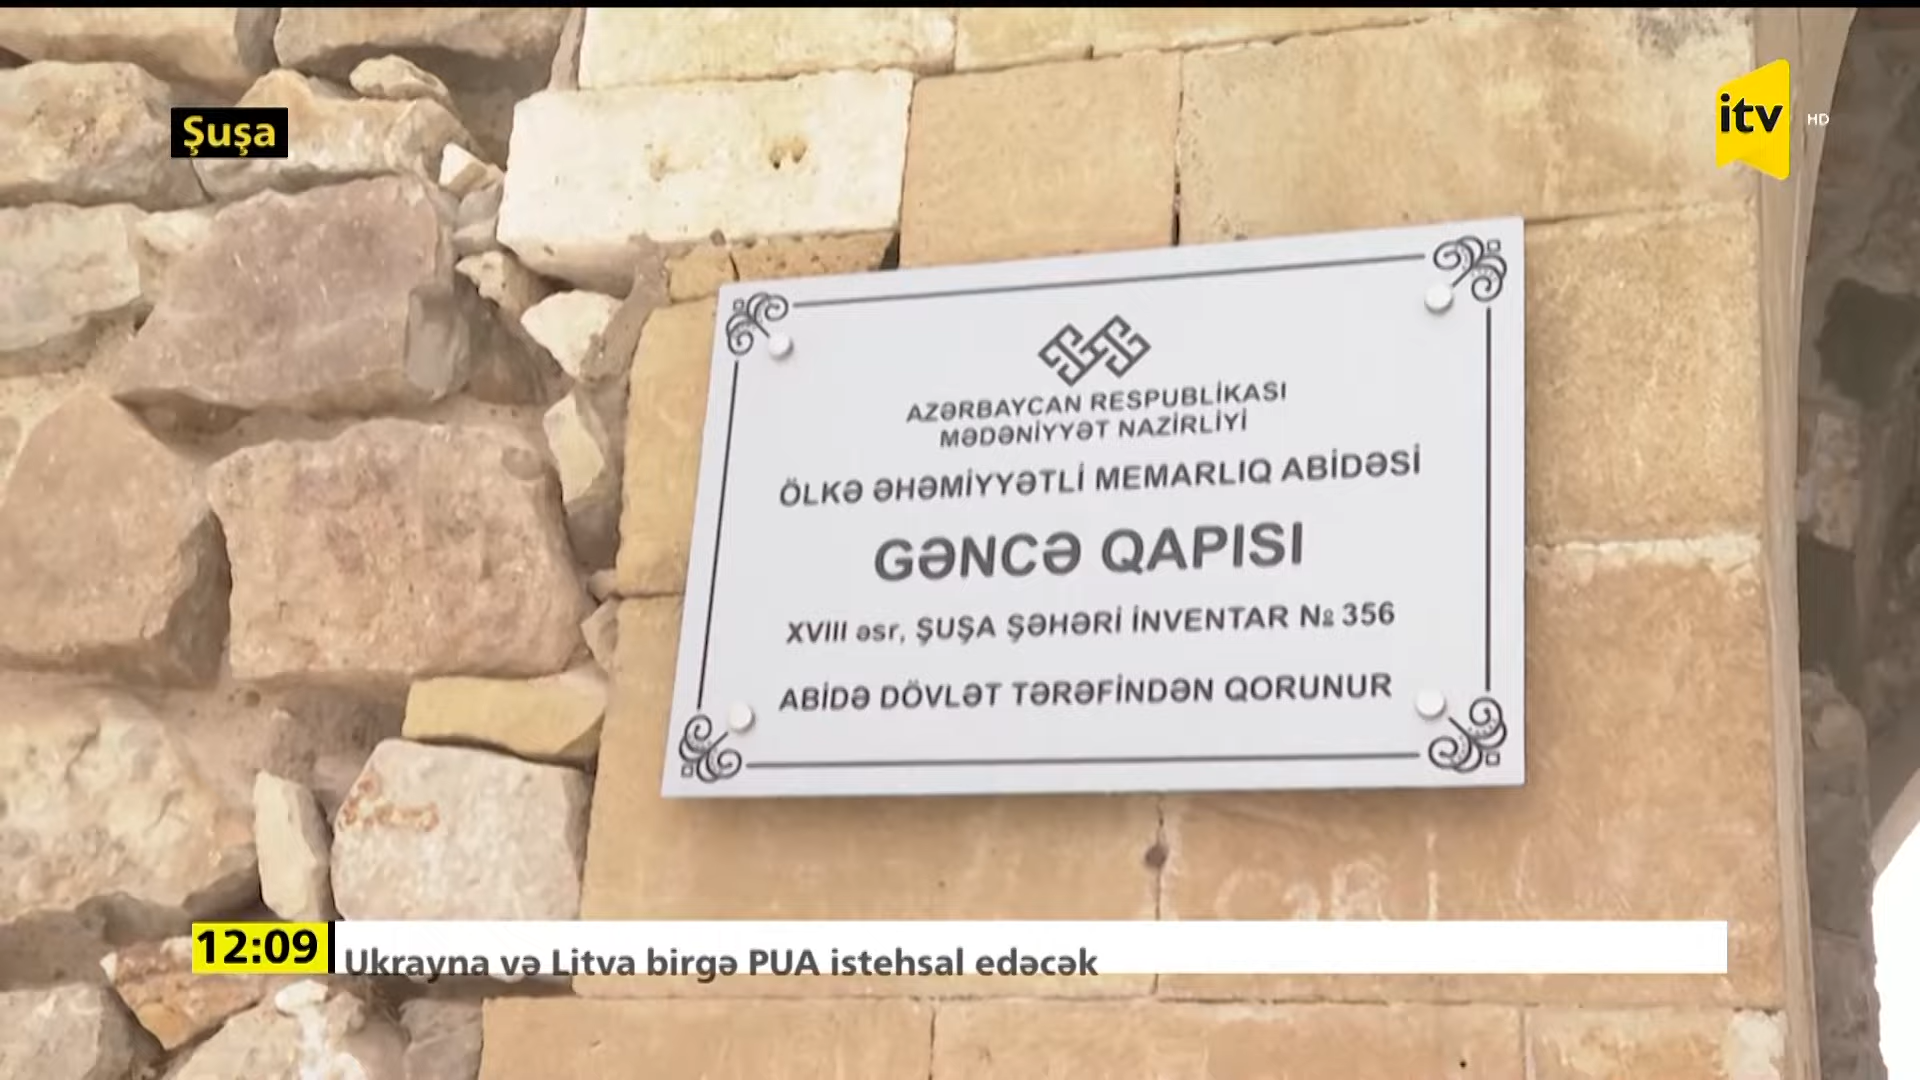 Şuşa
itv HD
AZƏRBAYCAN RESPUBLİKASI
MƏDƏNİYYƏT NAZİRLİYİ
ÖLKƏ ƏHƏMİYYƏTLİ MEMARLIQ ABİDƏSİ
GƏNCƏ QAPISI
XVIII əsr, ŞUŞA ŞƏHƏRİ İNVENTAR № 356
ABİDƏ DÖVLƏT TƏRƏFİNDƏN QORUNUR
12:09 Ukrayna və Litva birgə PUA istehsal edəcək